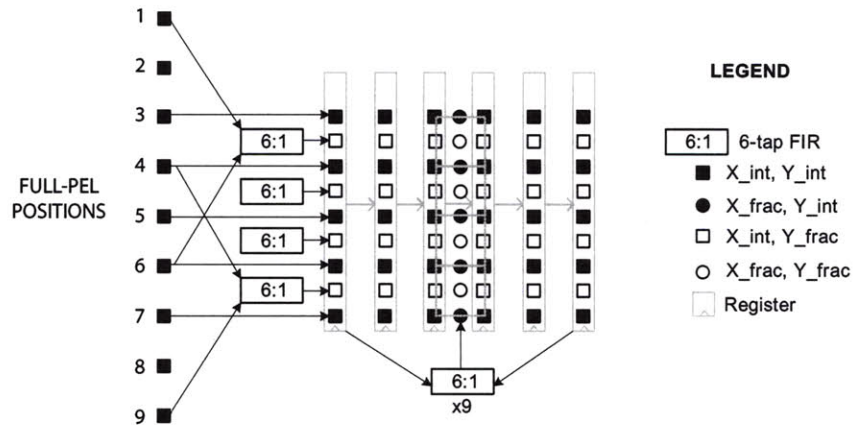 1
2
3
4
5
6
7
8
9
FULL-PEL
POSITIONS
6:1
6:1
6:1
6:1
6:1
x9
LEGEND
6:1 6-tap FIR
X_int, Y_int
X_frac, Y_int
X_int, Y_frac
X_frac, Y_frac
Register